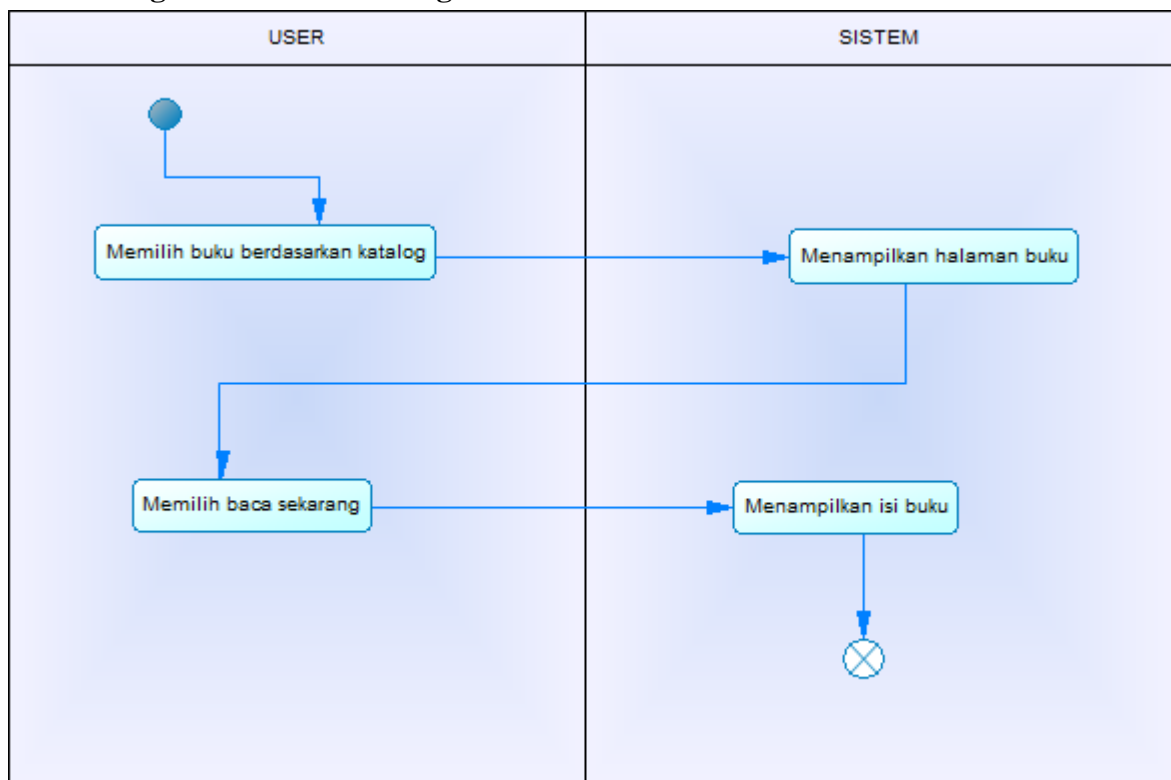 USER
SISTEM
Memilih buku berdasarkan katalog
Menampilkan halaman buku
Memilih baca sekarang
Menampilkan isi buku